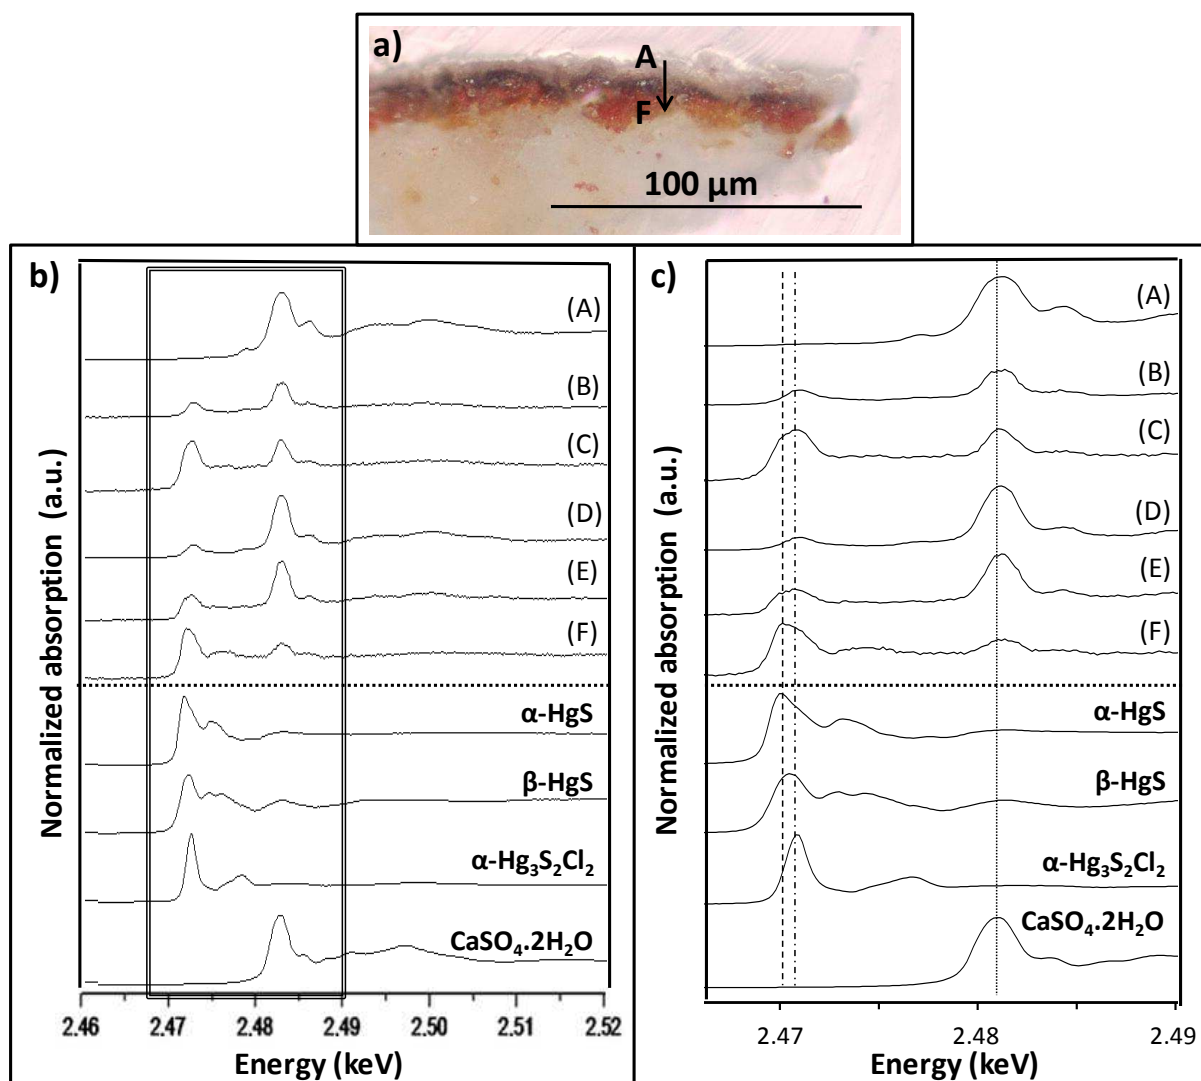 a)
A
F
100 µm
b)
(A)
(B)
(C)
(D)
(E)
(F)
α-HgS
β-HgS
α-Hg₃S₂Cl₂
CaSO₄.2H₂O
Normalized absorption (a.u.)
2.46 2.47 2.48 2.49 2.50 2.51 2.52
Energy (keV)
c)
(A)
(B)
(C)
(D)
(E)
(F)
α-HgS
β-HgS
α-Hg₃S₂Cl₂
CaSO₄.2H₂O
Normalized absorption (a.u.)
2.47 2.48 2.49
Energy (keV)